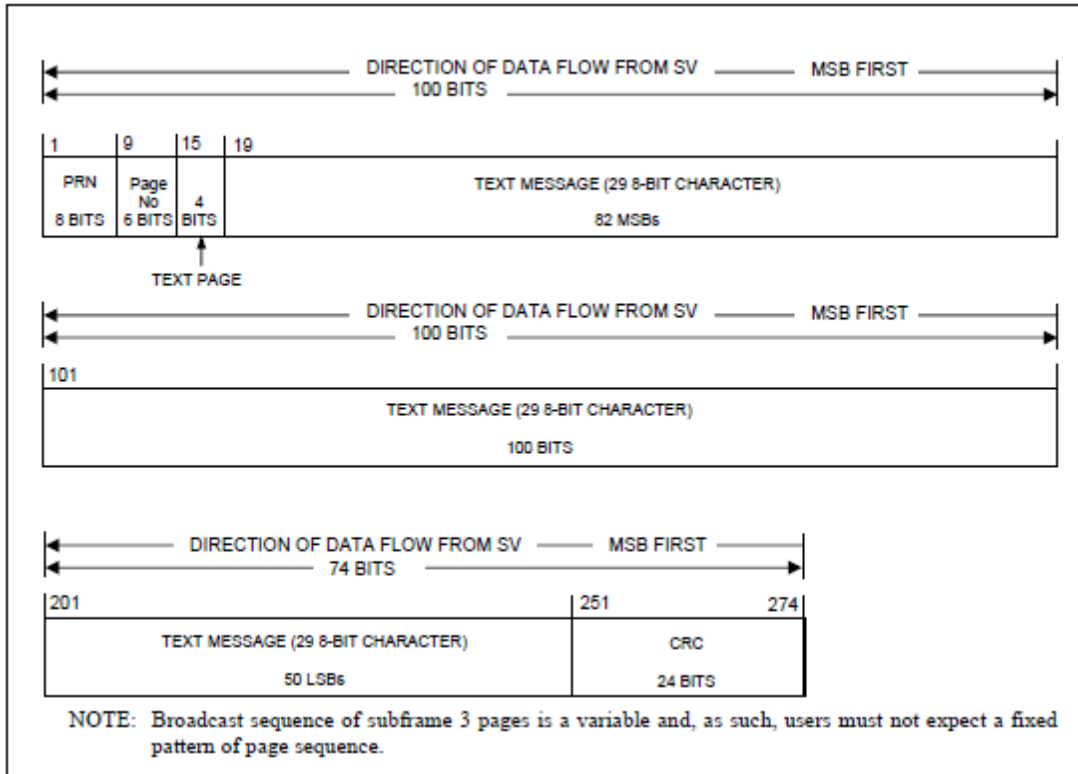 DIRECTION OF DATA FLOW FROM SV MSB FIRST
100 BITS
1 9 15 19
PRN
8 BITS
Page
No
6 BITS
4
BITS
TEXT MESSAGE (29 8-BIT CHARACTER)
82 MSBs
TEXT PAGE
DIRECTION OF DATA FLOW FROM SV MSB FIRST
100 BITS
101
TEXT MESSAGE (29 8-BIT CHARACTER)
100 BITS
DIRECTION OF DATA FLOW FROM SV MSB FIRST
74 BITS
201 251 274
TEXT MESSAGE (29 8-BIT CHARACTER)
50 LSBs
CRC
24 BITS
NOTE: Broadcast sequence of subframe 3 pages is a variable and, as such, users must not expect a fixed
pattern of page sequence.